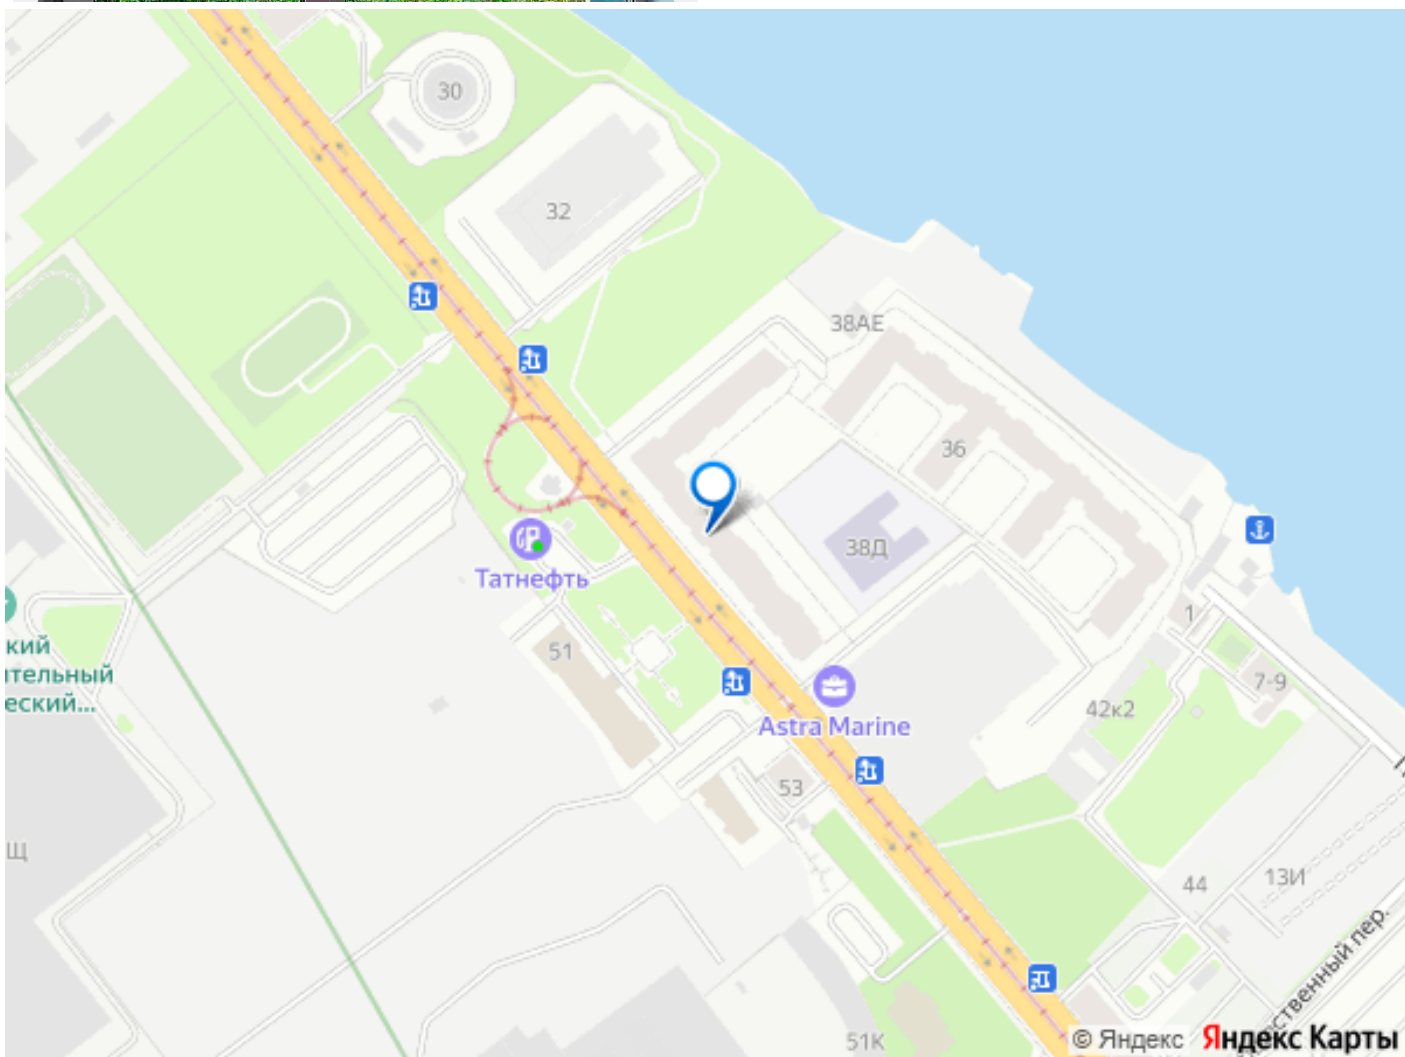 30
32
38АЕ
36
38Д
Татнефть
51
1
7-9
кий
ительный
еский...
42к2
Astra Marine
53
Щ
44
13И
ественный пер.
51К
© Яндекс Яндекс Карты